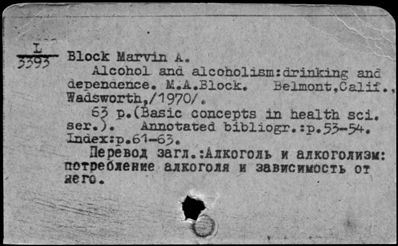 I
3393
Block Marvin A.
Alcohol and alcoholism:drinking and
dependence. M.A.Block. Belmont,Calif.,
Wadsworth,/1970/.
63 p.(Basic concepts in health sci.
ser.). Annotated bibliogr.:p.53-54.
Index:p.61-63.
Перевод загл.:Алкоголь и алкоголизм:
потребление алкоголя и зависимость от
него.